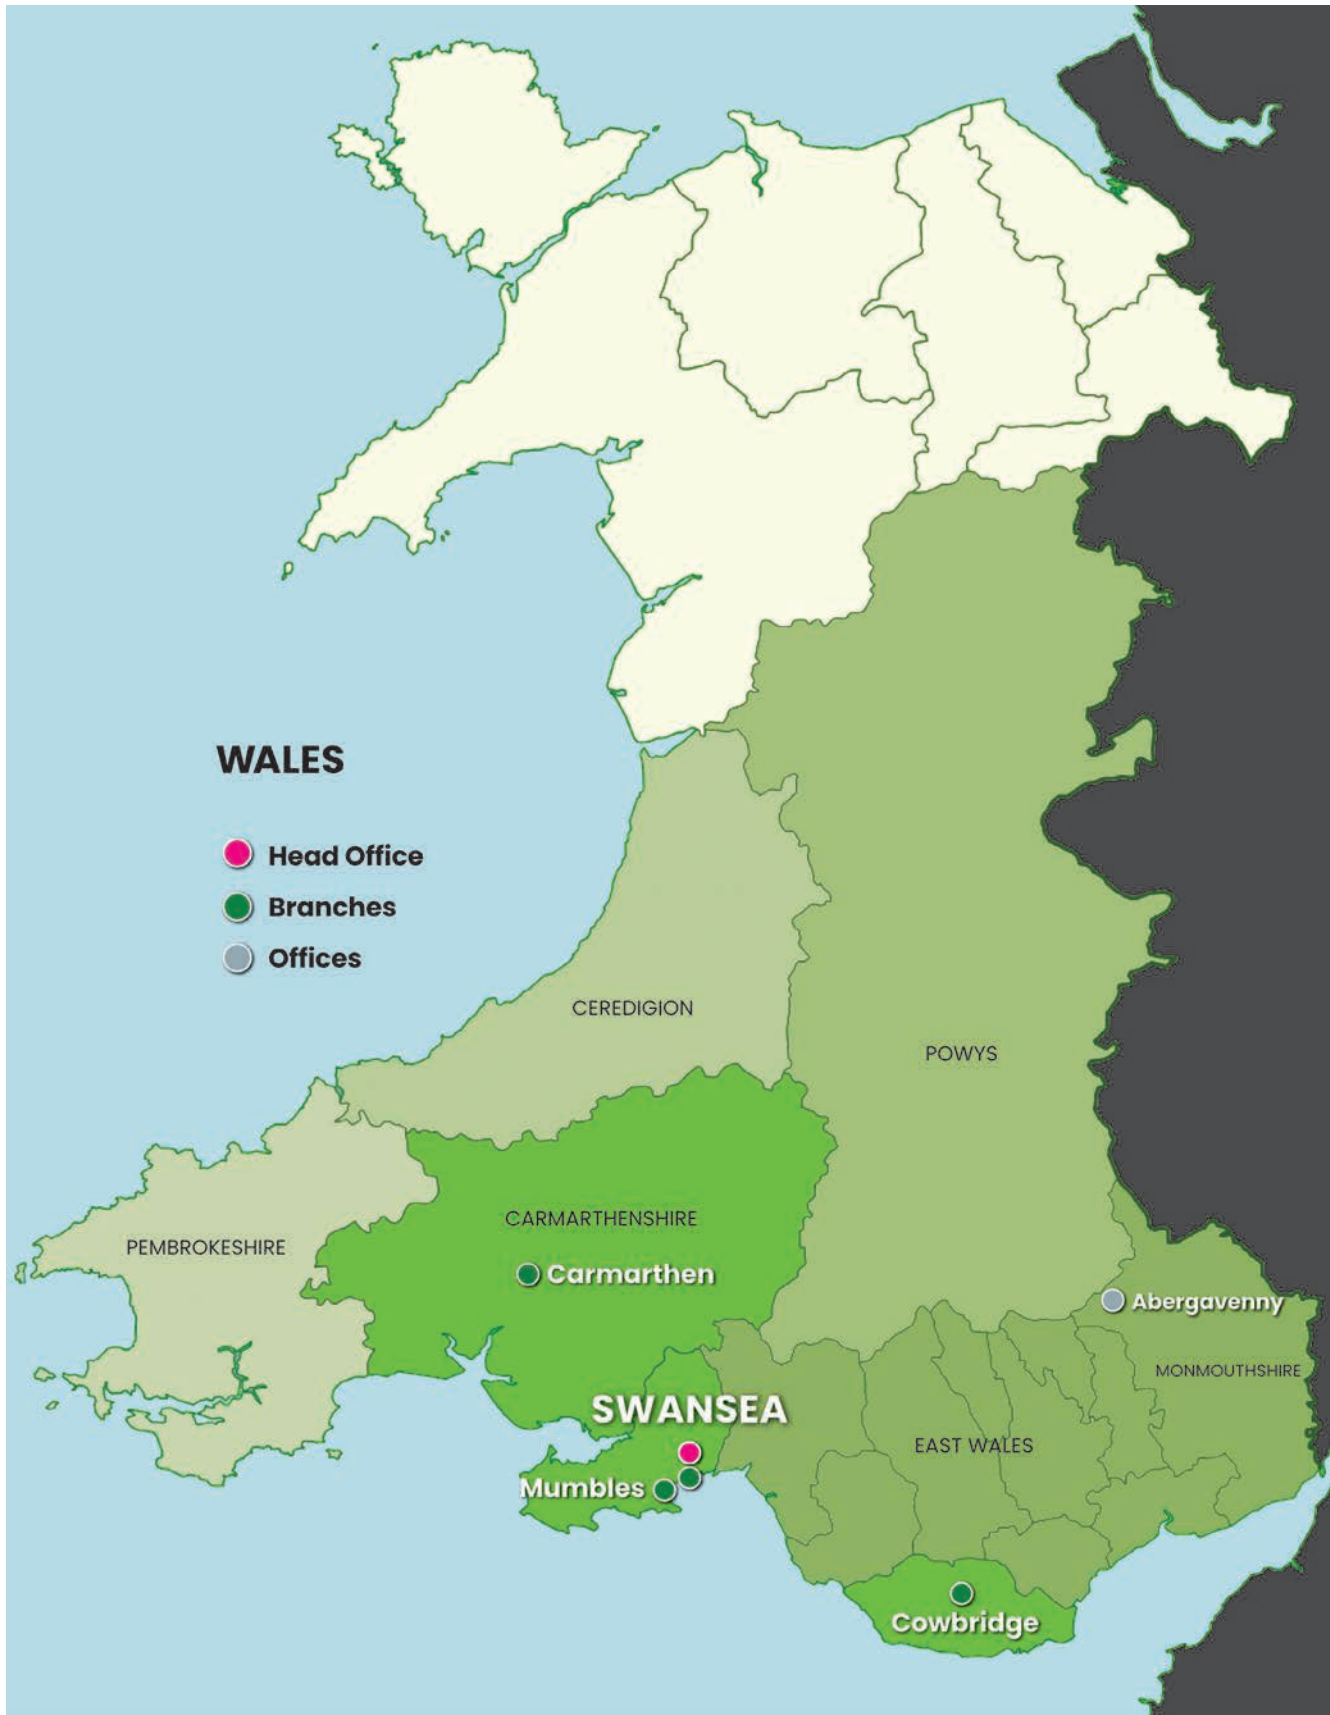 WALES
Head Office
Branches
Offices
CEREDIGION
POWYS
CARMARTHENSHIRE
PEMBROKESHIRE
Carmarthen
Abergavenny
MONMOUTHSHIRE
SWANSEA
EAST WALES
Mumbles
Cowbridge